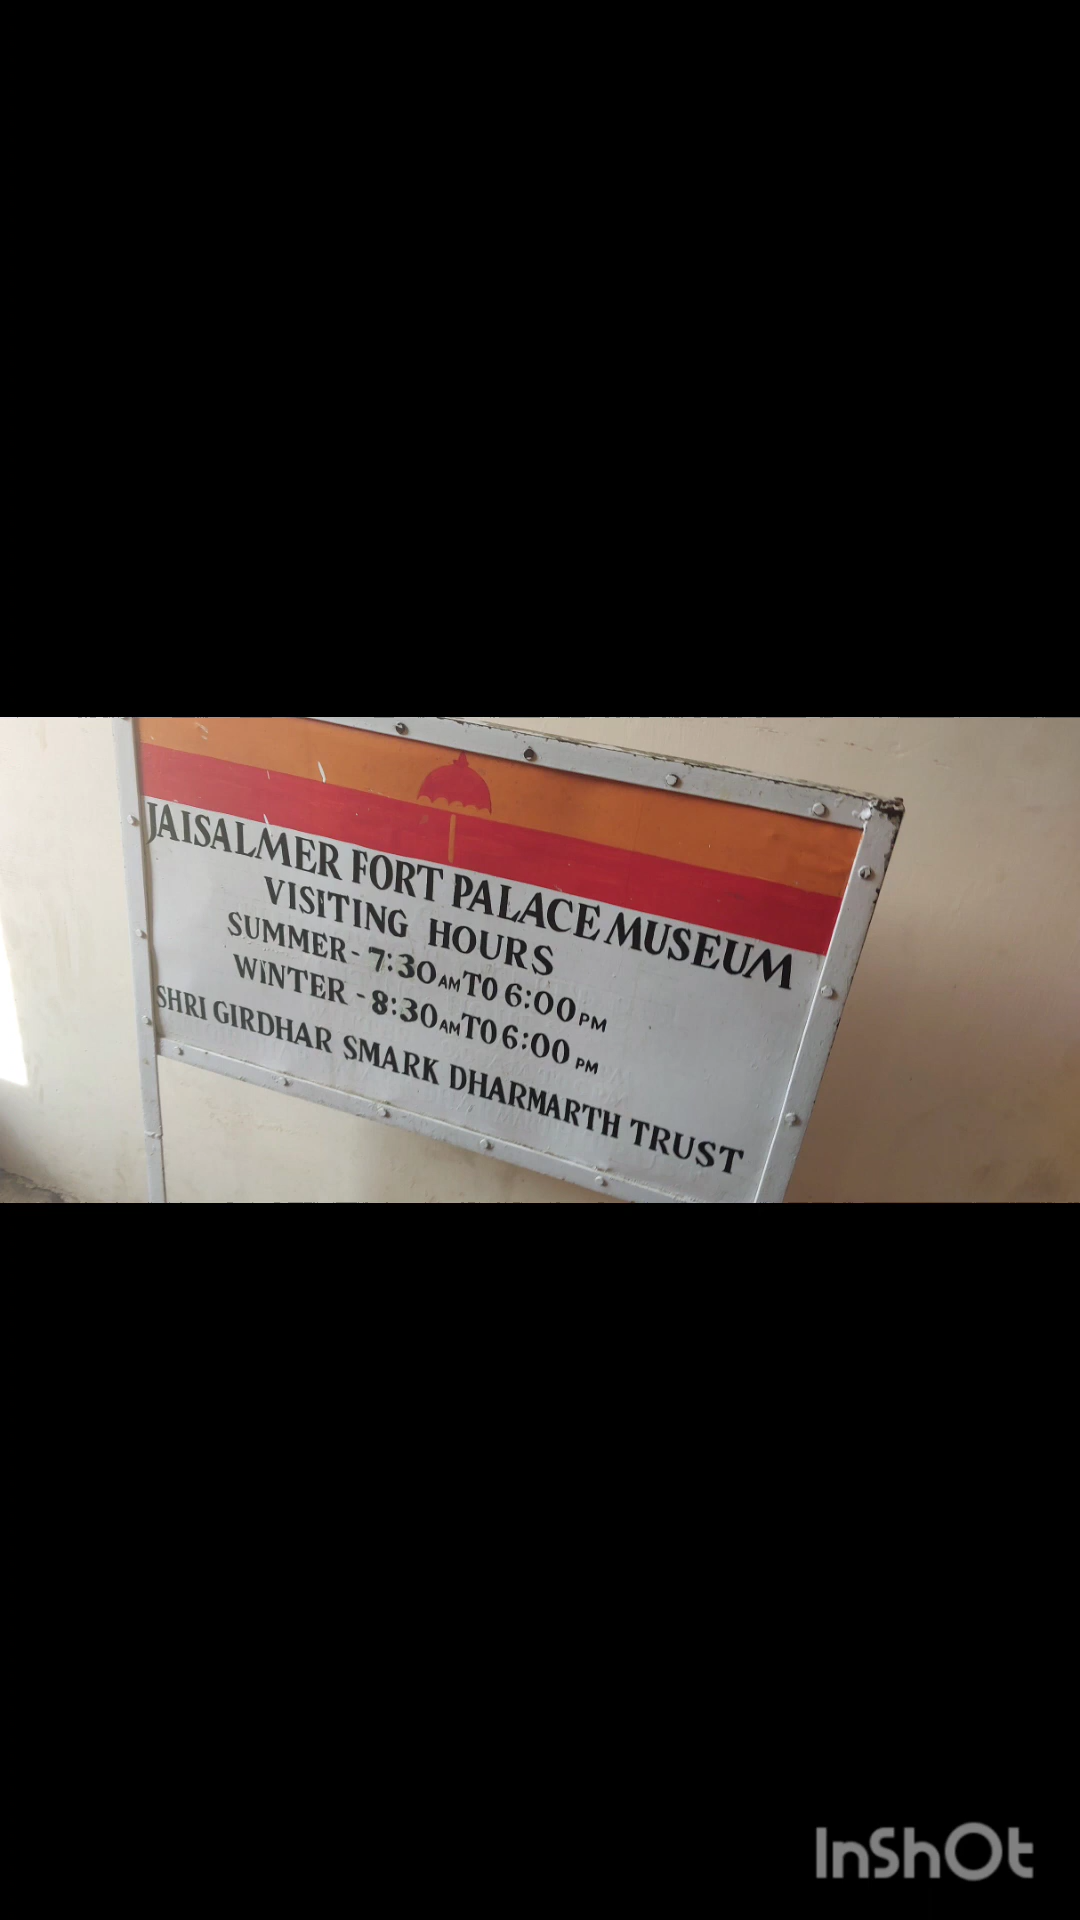 JAISALMER FORT PALACE MUSEUM
VISITING HOURS
SUMMER - 7:30 AM TO 6:00 PM
WINTER - 8:30 AM TO 6:00 PM
SHRI GIRDHAR SMARK DHARMARTH TRUST
InShOt